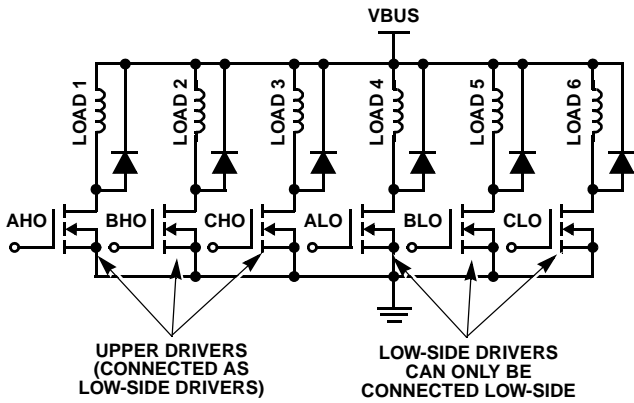 VBUS
LOAD 1
LOAD 2
LOAD 3
LOAD 4
LOAD 5
LOAD 6
AHO
BHO
CHO
ALO
BLO
CLO
UPPER DRIVERS
(CONNECTED AS
LOW-SIDE DRIVERS)
LOW-SIDE DRIVERS
CAN ONLY BE
CONNECTED LOW-SIDE